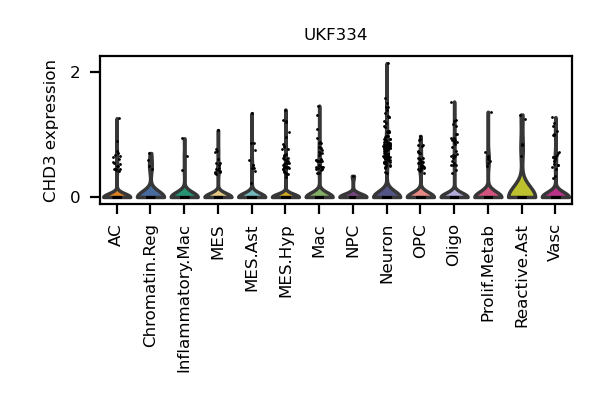 UKF334
CHD3 expression
2
0
AC
Chromatin.Reg
Inflammatory.Mac
MES
MES.Ast
MES.Hyp
Mac
NPC
Neuron
OPC
Oligo
Prolif.Metab
Reactive.Ast
Vasc